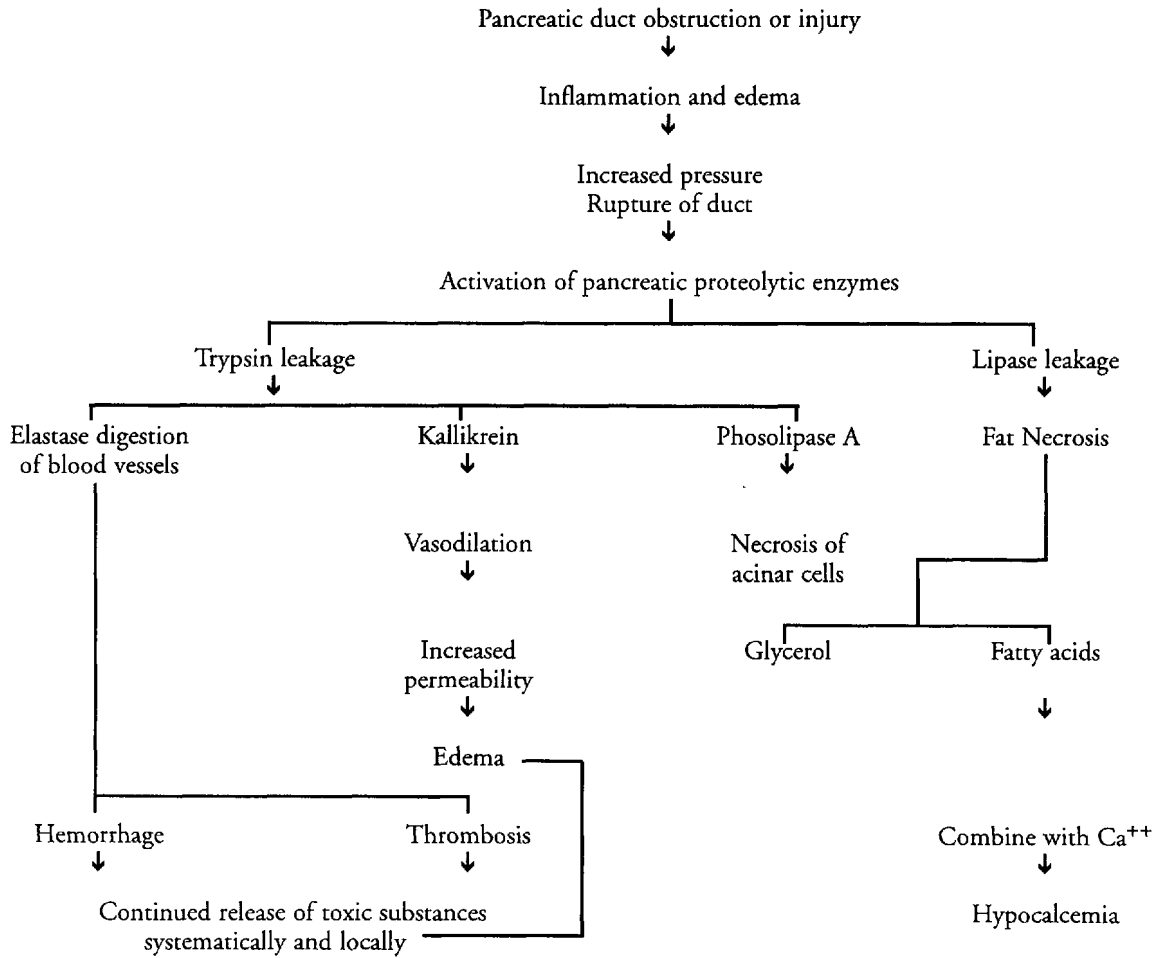 Pancreatic duct obstruction or injury
Inflammation and edema
Increased pressure
Rupture of duct
Activation of pancreatic proteolytic enzymes
Trypsin leakage
Lipase leakage
Elastase digestion
of blood vessels
Kallikrein
Phosolipase A
Fat Necrosis
Vasodilation
Necrosis of
acinar cells
Increased
permeability
Glycerol
Fatty acids
Edema
Hemorrhage
Thrombosis
Combine with Ca++
Continued release of toxic substances
systematically and locally
Hypocalcemia